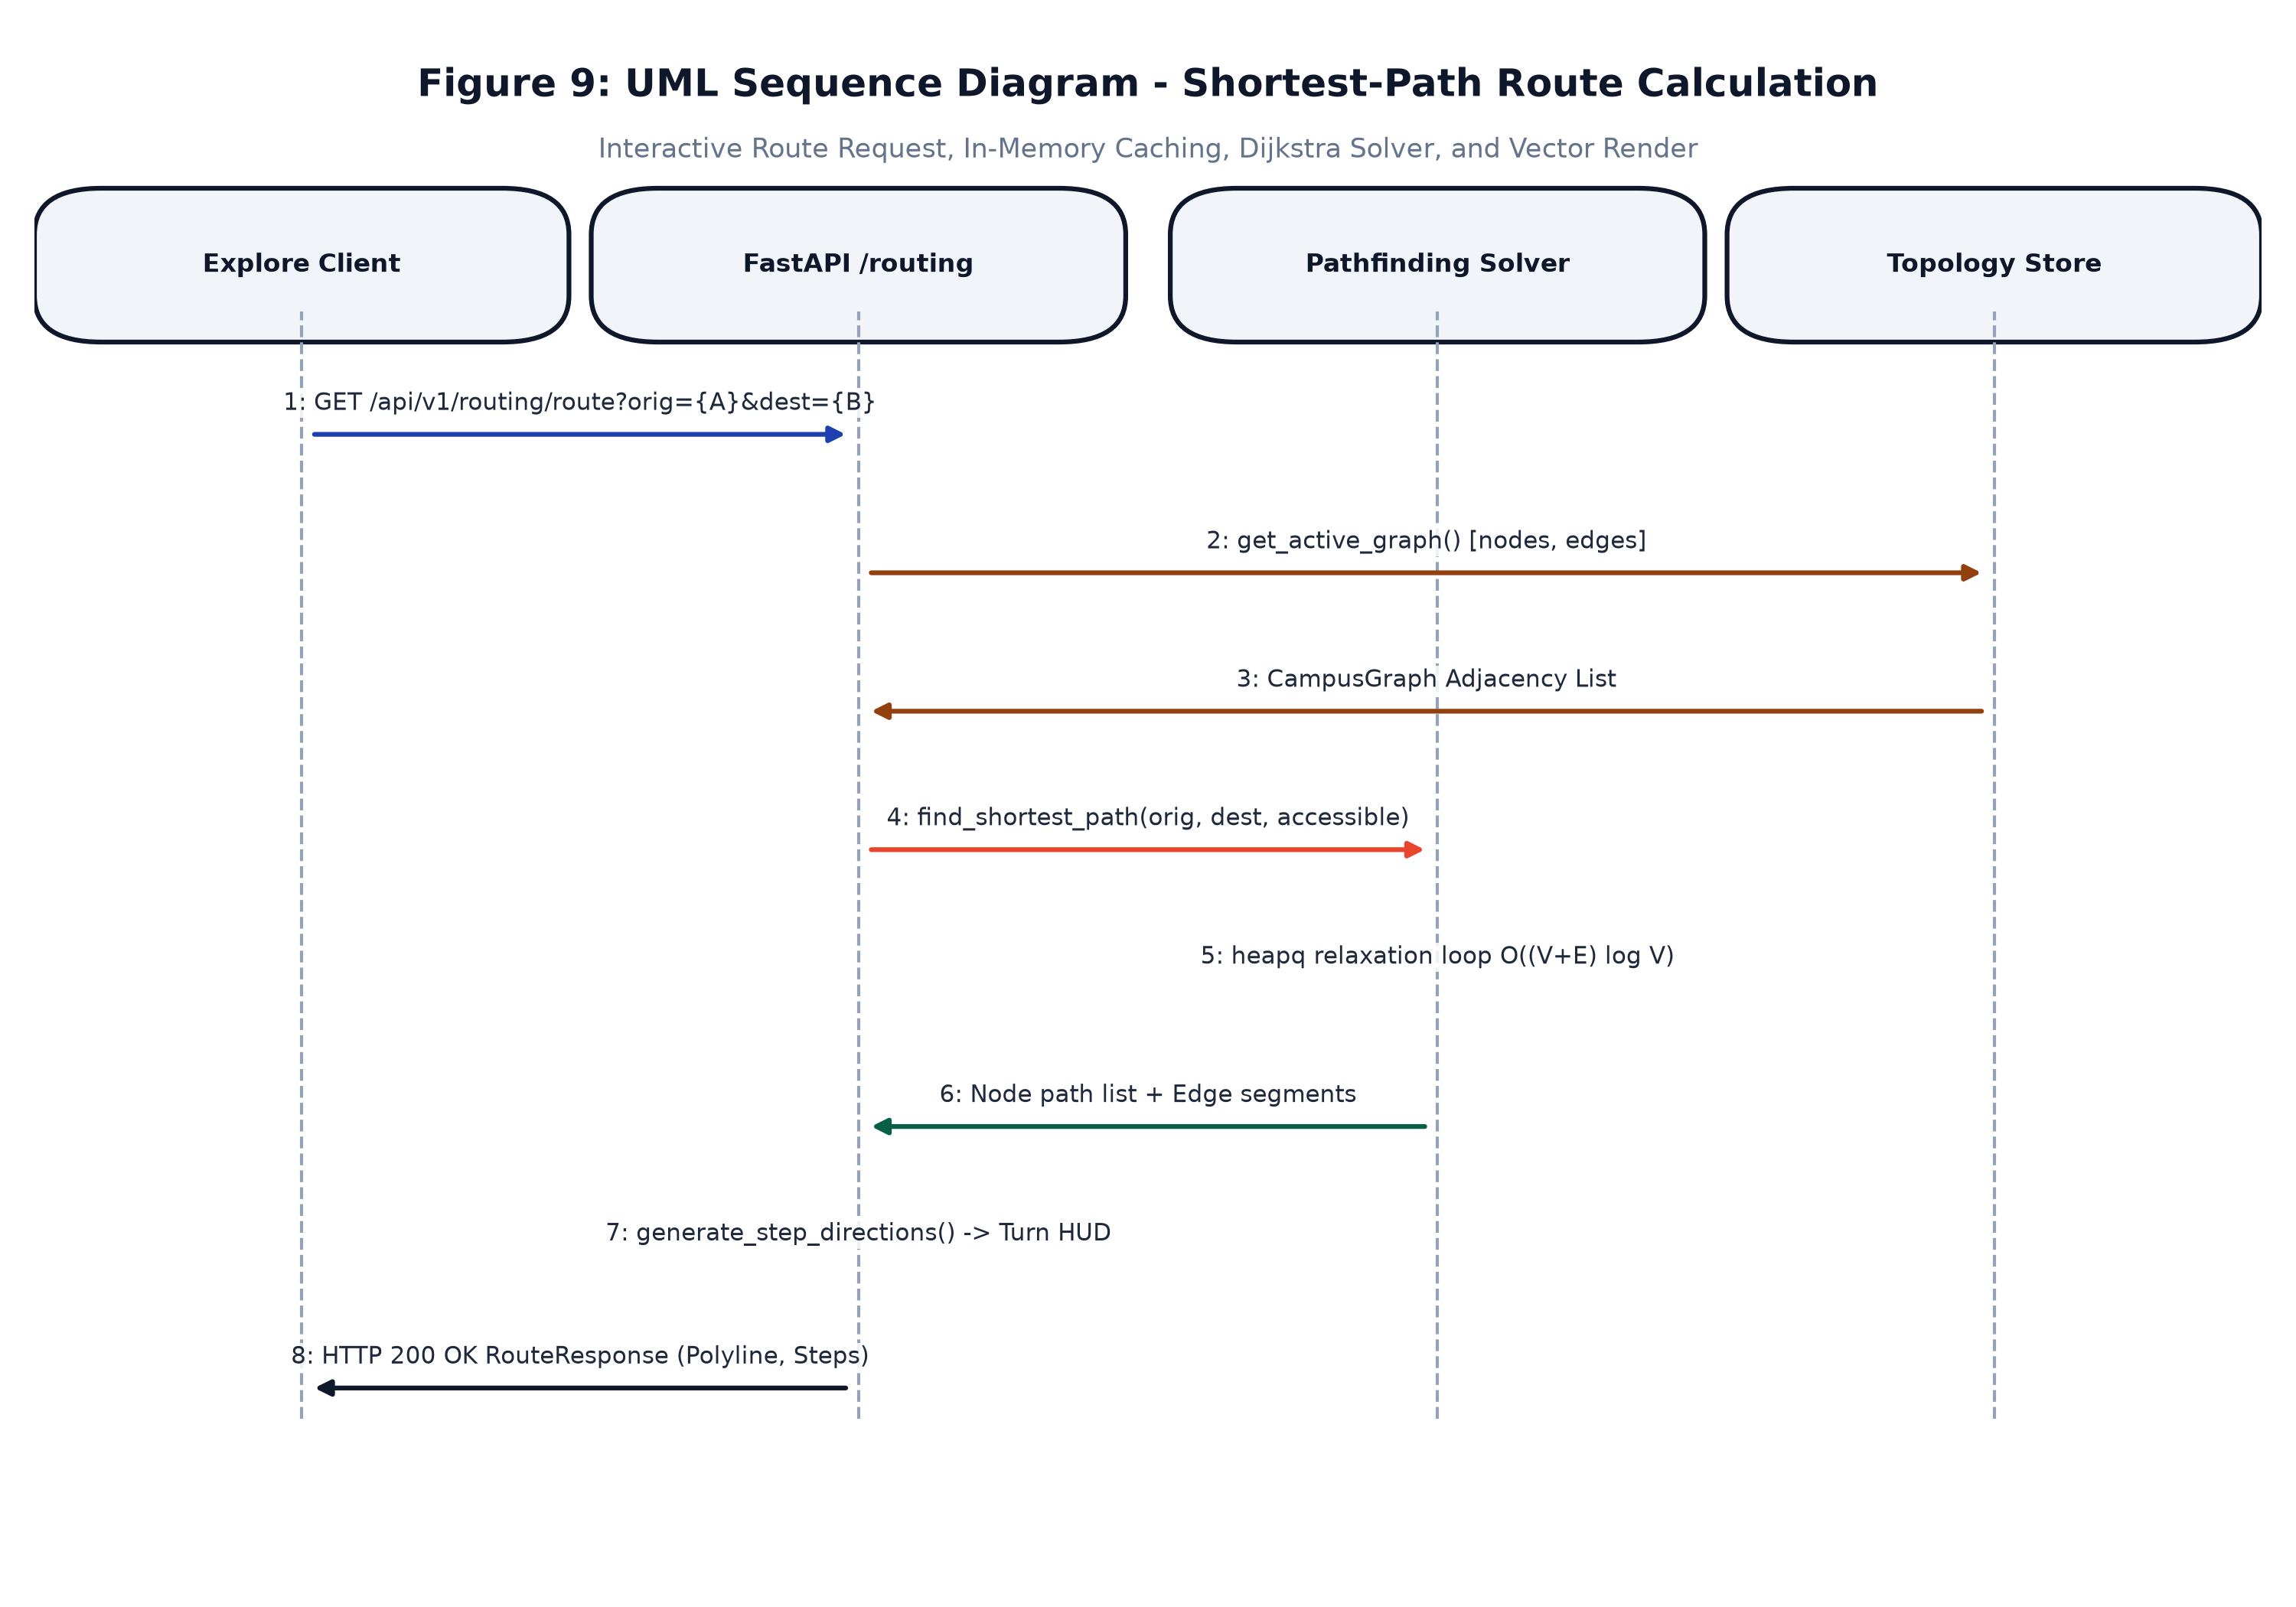 Figure 9: UML Sequence Diagram - Shortest-Path Route Calculation
Interactive Route Request, In-Memory Caching, Dijkstra Solver, and Vector Render
Explore Client
FastAPI /routing
Pathfinding Solver
Topology Store
1: GET /api/v1/routing/route?orig={A}&dest={B}
2: get_active_graph() [nodes, edges]
3: CampusGraph Adjacency List
4: find_shortest_path(orig, dest, accessible)
5: heapq relaxation loop O((V+E) log V)
6: Node path list + Edge segments
7: generate_step_directions() -> Turn HUD
8: HTTP 200 OK RouteResponse (Polyline, Steps)